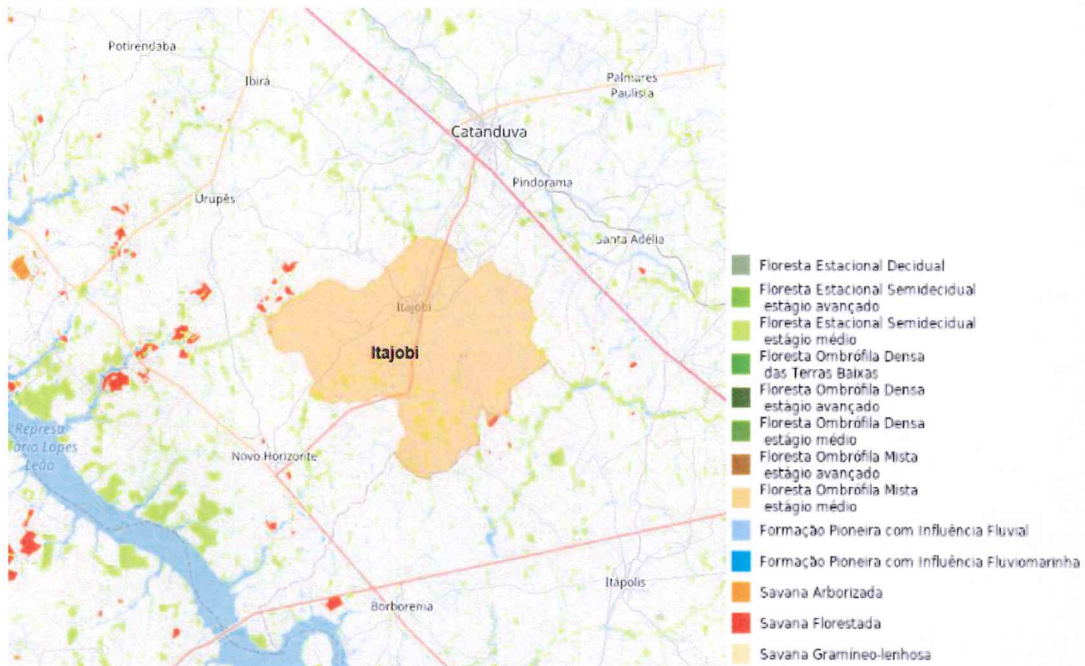 Potirendaba
Ibirá
Palmares
Paulista
Catanduva
Pindorama
Urupês
Santa Adélia
Itajobi
Itajobi
Represa
Mário Lopes
Leão
Novo Horizonte
Itápolis
Borborema
Floresta Estacional Decidual
Floresta Estacional Semidecidual
estágio avançado
Floresta Estacional Semidecidual
estágio médio
Floresta Ombrófila Densa
das Terras Baixas
Floresta Ombrófila Densa
estágio avançado
Floresta Ombrófila Densa
estágio médio
Floresta Ombrófila Mista
estágio avançado
Floresta Ombrófila Mista
estágio médio
Formação Pioneira com Influência Fluvial
Formação Pioneira com Influência Fluviomarinha
Savana Arborizada
Savana Florestada
Savana Gramíneo-lenhosa